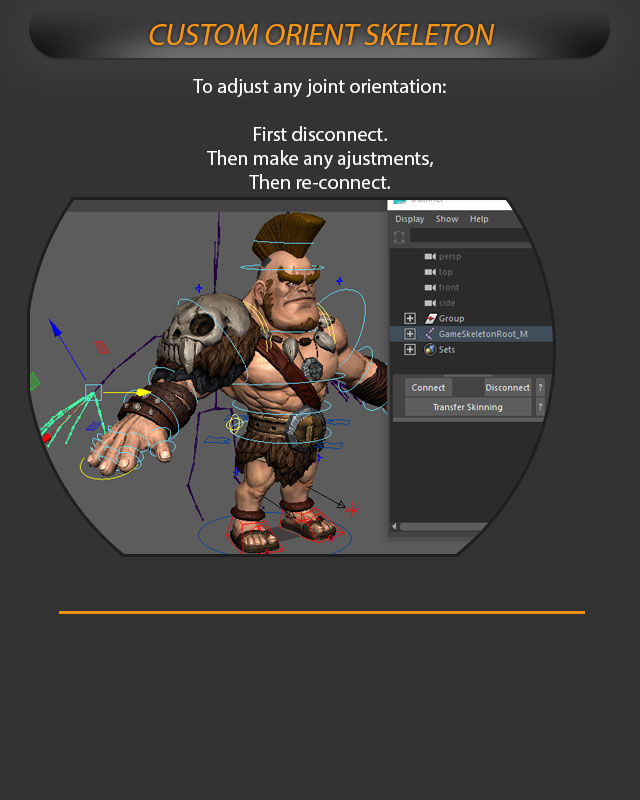 CUSTOM ORIENT SKELETON
To adjust any joint orientation:
First disconnect.
Then make any ajustments,
Then re-connect.
Display Show Help
persp
top
front
side
Group
GameSkeletonRoot_M
Sets
Connect Disconnect ?
Transfer Skinning ?